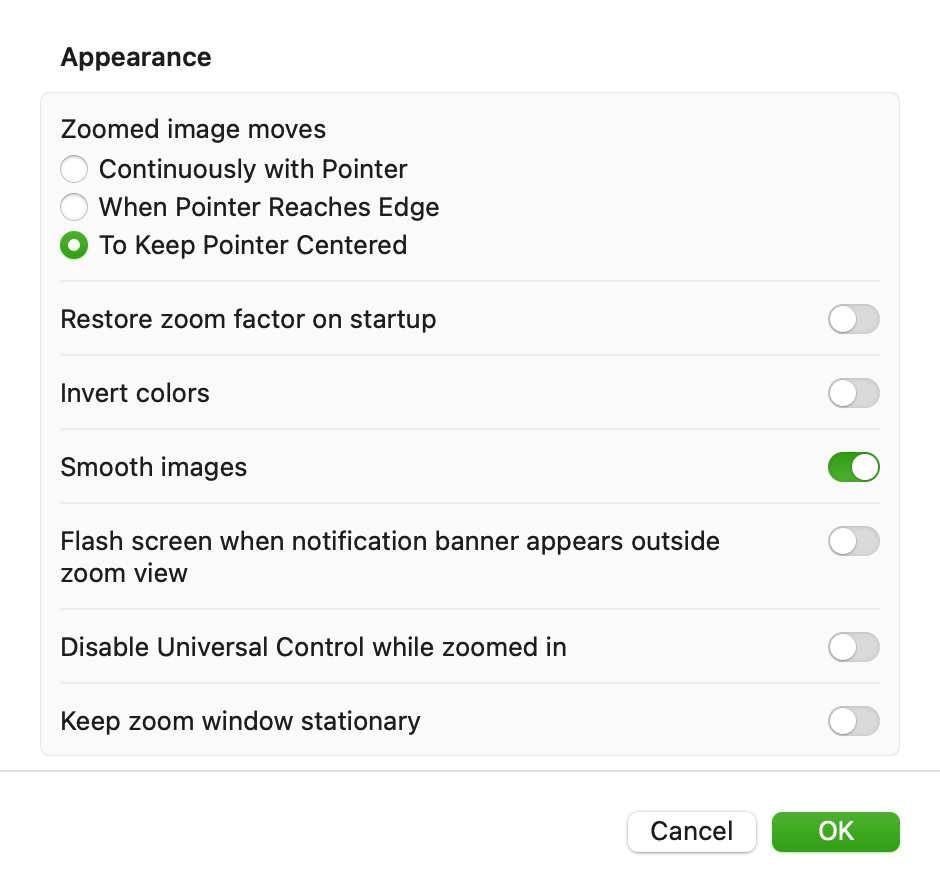 Appearance
Zoomed image moves
Continuously with Pointer
When Pointer Reaches Edge
To Keep Pointer Centered
Restore zoom factor on startup
Invert colors
Smooth images
Flash screen when notification banner appears outside
zoom view
Disable Universal Control while zoomed in
Keep zoom window stationary
Cancel
OK